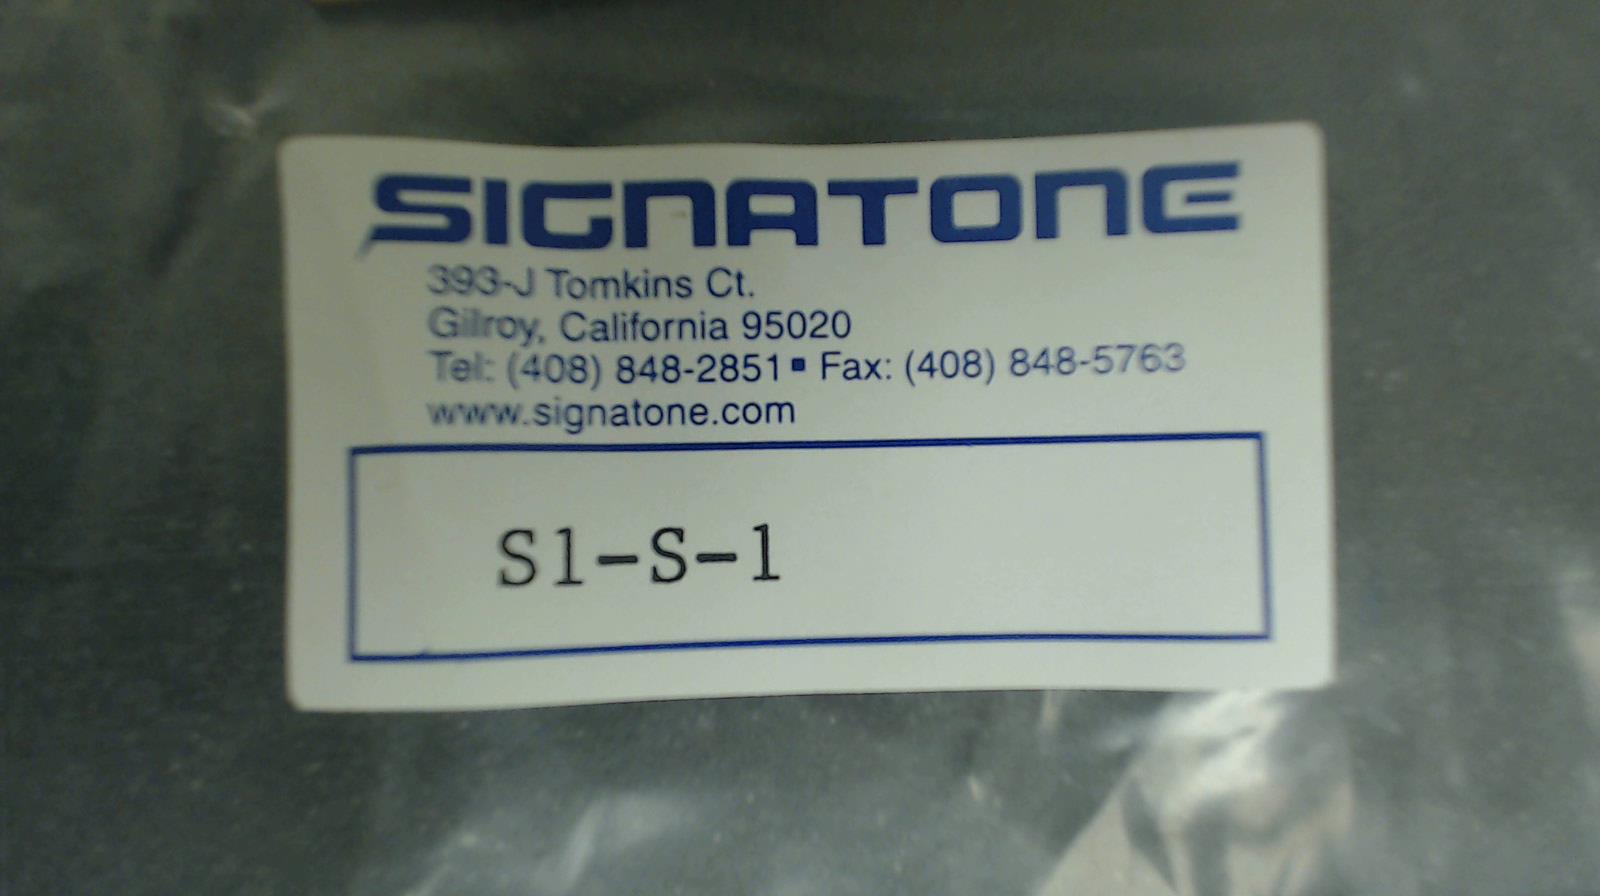 SIGNATONE
393-J Tomkins Ct.
Gilroy, California 95020
Tel: (408) 848-2851 ▪ Fax: (408) 848-5763
www.signatone.com
S1-S-1